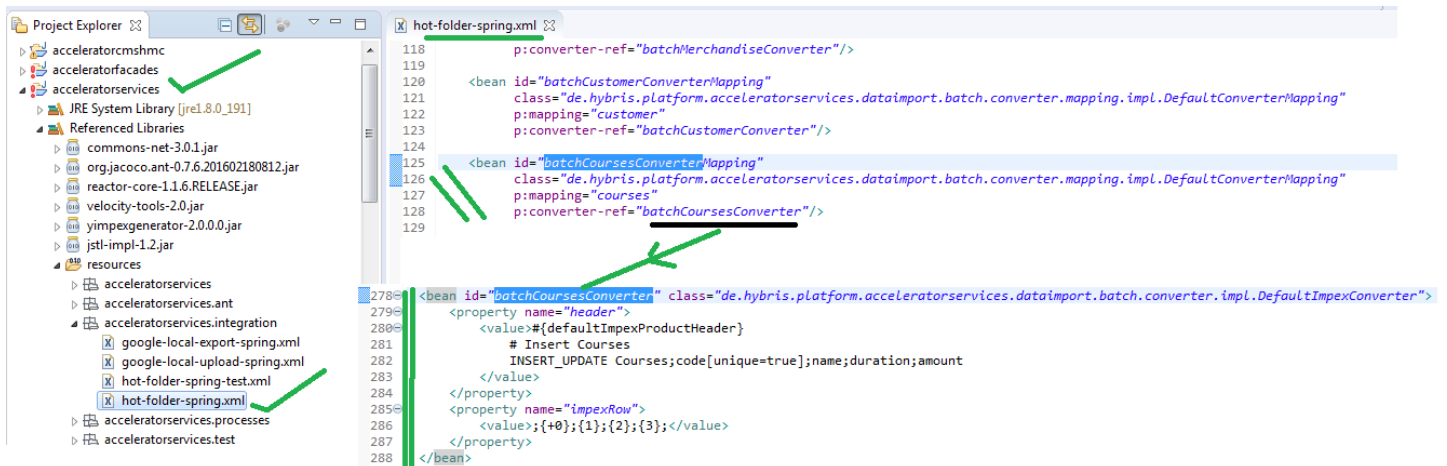 Project Explorer
acceleratorcmshmc
acceleratorfacades
acceleratorservices
JRE System Library [jre1.8.0_191]
Referenced Libraries
commons-net-3.0.1.jar
org.jacoco.ant-0.7.6.201602180812.jar
reactor-core-1.1.6.RELEASE.jar
velocity-tools-2.0.jar
yimpexgenerator-2.0.0.0.jar
jstl-impl-1.2.jar
resources
acceleratorservices
acceleratorservices.ant
acceleratorservices.integration
google-local-export-spring.xml
google-local-upload-spring.xml
hot-folder-spring-test.xml
hot-folder-spring.xml
acceleratorservices.processes
acceleratorservices.test
hot-folder-spring.xml
118 p:converter-ref="batchMerchandiseConverter"/>
119
120 <bean id="batchCustomerConverterMapping"
121 class="de.hybris.platform.acceleratorservices.dataimport.batch.converter.mapping.impl.DefaultConverterMapping"
122 p:mapping="customer"
123 p:converter-ref="batchCustomerConverter"/>
124
125 <bean id="batchCoursesConverterMapping"
126 class="de.hybris.platform.acceleratorservices.dataimport.batch.converter.mapping.impl.DefaultConverterMapping"
127 p:mapping="courses"
128 p:converter-ref="batchCoursesConverter"/>
129
278 <bean id="batchCoursesConverter" class="de.hybris.platform.acceleratorservices.dataimport.batch.converter.impl.DefaultImpexConverter">
279 <property name="header">
280 <value>#{defaultImpexProductHeader}
281 # Insert Courses
282 INSERT_UPDATE Courses;code[unique=true];name;duration;amount
283 </value>
284 </property>
285 <property name="impexRow">
286 <value>;{+0};{1};{2};{3};</value>
287 </property>
288 </bean>